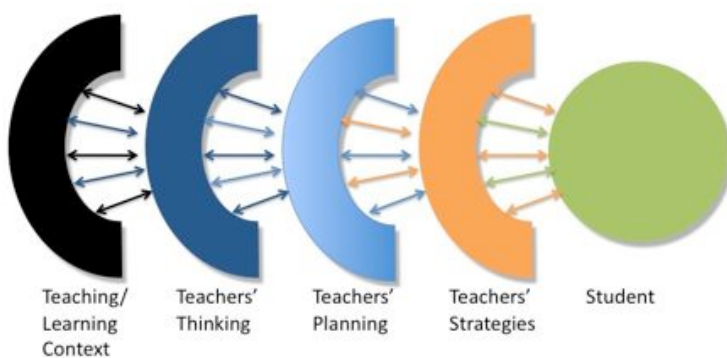 Teaching/
Learning
Context
Teachers’
Thinking
Teachers’
Planning
Teachers’
Strategies
Student